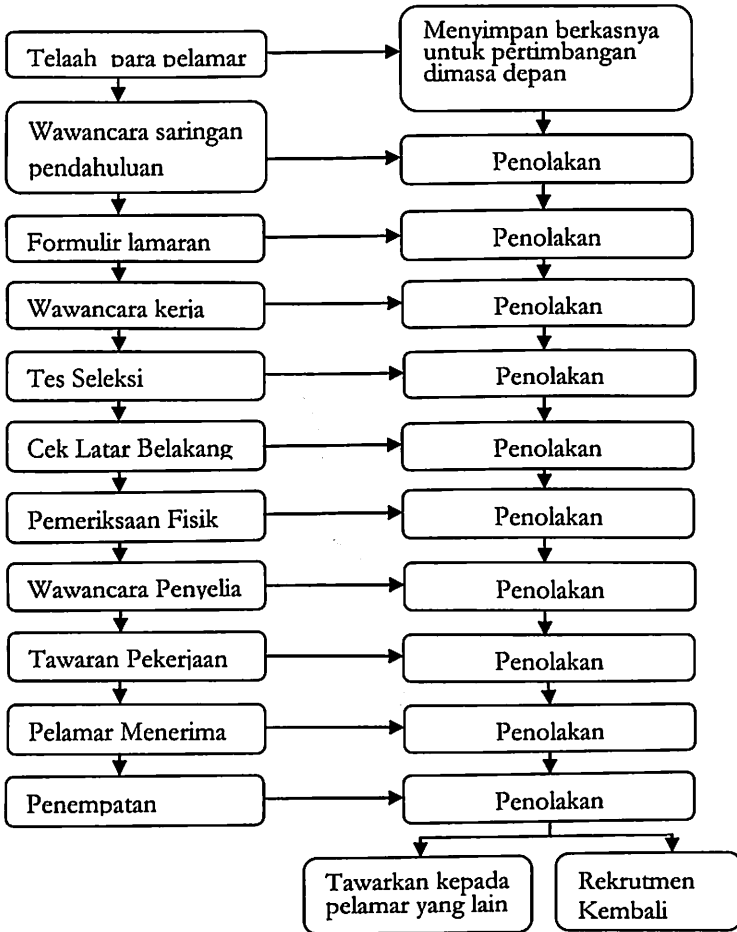 Telaah para pelamar
Menyimpan berkasnya
untuk pertimbangan
dimasa depan
Wawancara saringan
pendahuluan
Penolakan
Formulir lamaran
Penolakan
Wawancara kerja
Penolakan
Tes Seleksi
Penolakan
Cek Latar Belakang
Penolakan
Pemeriksaan Fisik
Penolakan
Wawancara Penyelia
Penolakan
Tawaran Pekerjaan
Penolakan
Pelamar Menerima
Penolakan
Penempatan
Penolakan
Tawarkan kepada
pelamar yang lain
Rekrutmen
Kembali